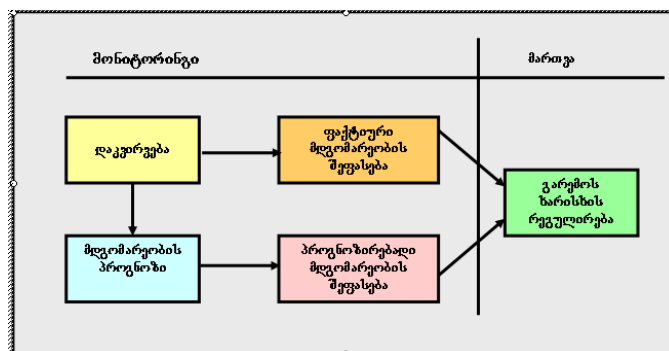 მონიტორინგი
მართვა
დაკვირვება
ფაქტიური
მდგომარეობის
შეფასება
გარემოს
ხარისხის
რეგულირება
მდგომარეობის
პროგნოზი
პროგნოზირებადი
მდგომარეობის
შეფასება